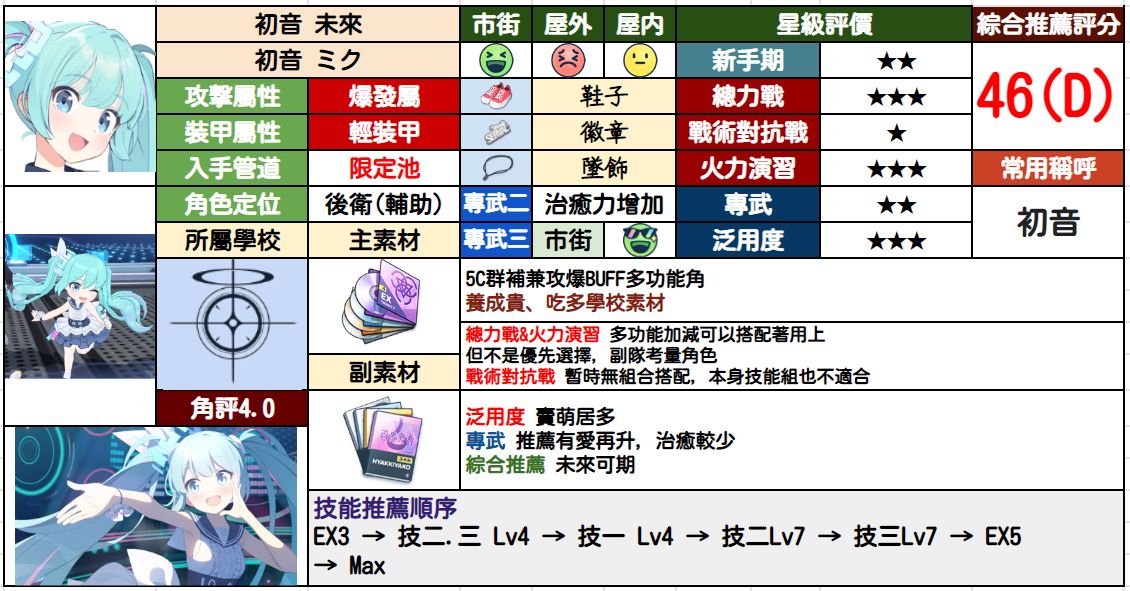 初音 未來 市街 屋外 屋内 星級評價 綜合推薦評分
初音 ミク 新手期 ★★ 46(D)
攻擊屬性 爆發屬 鞋子 總力戰 ★★★
裝甲屬性 輕裝甲 徽章 戰術對抗戰 ★
入手管道 限定池 墜飾 火力演習 ★★★ 常用稱呼
角色定位 後衛(輔助) 專武二 治癒力增加 專武 ★★ 初音
所屬學校 主素材 專武三 市街 泛用度 ★★★
5C群補兼攻爆BUFF多功能角
養成貴、吃多學校素材
EX
總力戰&火力演習 多功能加減可以搭配著用上
但不是優先選擇, 副隊考量角色
戰術對抗戰 暫時無組合搭配, 本身技能組也不適合
副素材
角評4.0
泛用度 賣萌居多
專武 推薦有愛再升, 治癒較少
綜合推薦 未來可期
HYAKKIYAKO
技能推薦順序
EX3 → 技二.三 Lv4 → 技一 Lv4 → 技二Lv7 → 技三Lv7 → EX5
→ Max